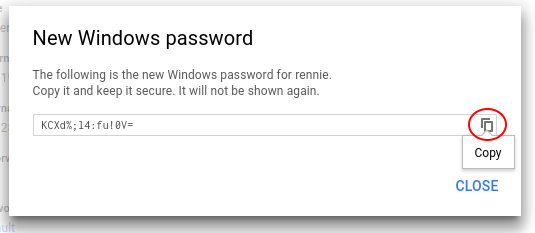 New Windows password
The following is the new Windows password for rennie.
Copy it and keep it secure. It will not be shown again.
KCXd%;l4:fu!0V=
Copy
CLOSE